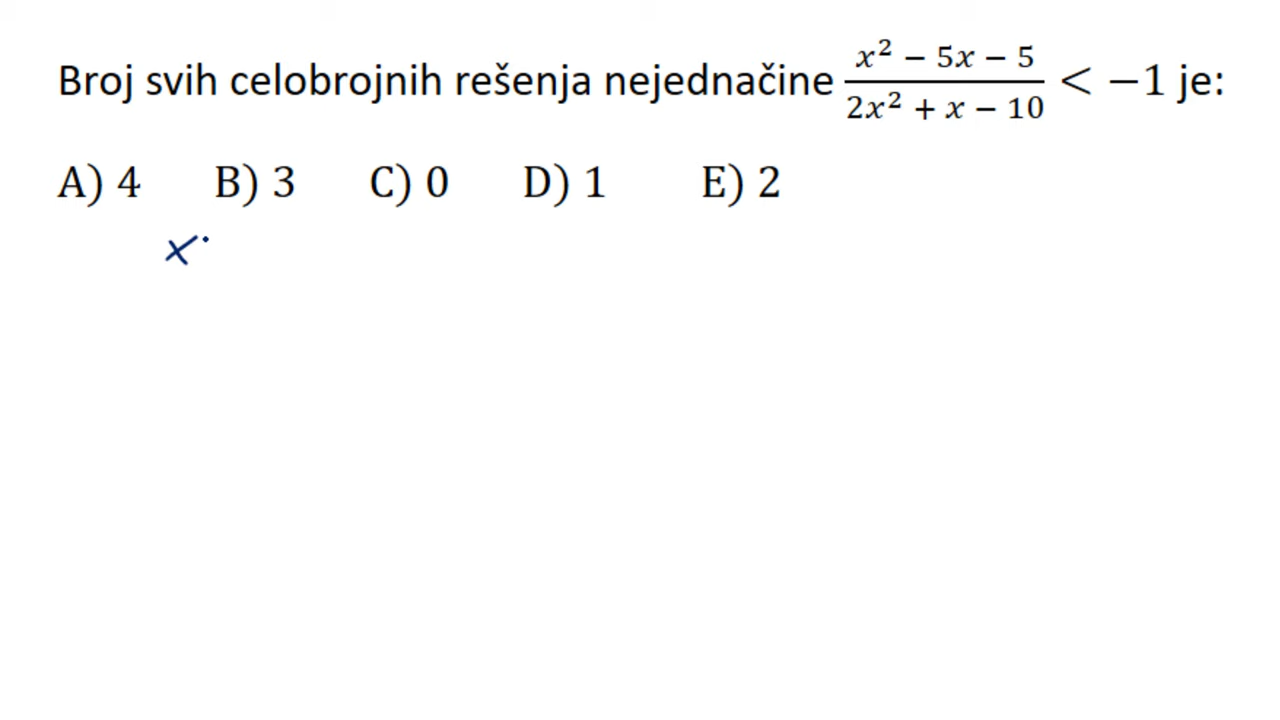 Broj svih celobrojnih rešenja nejednačine \frac{x^2 - 5x - 5}{2x^2 + x - 10} < -1 je:
A) 4 B) 3 C) 0 D) 1 E) 2
x